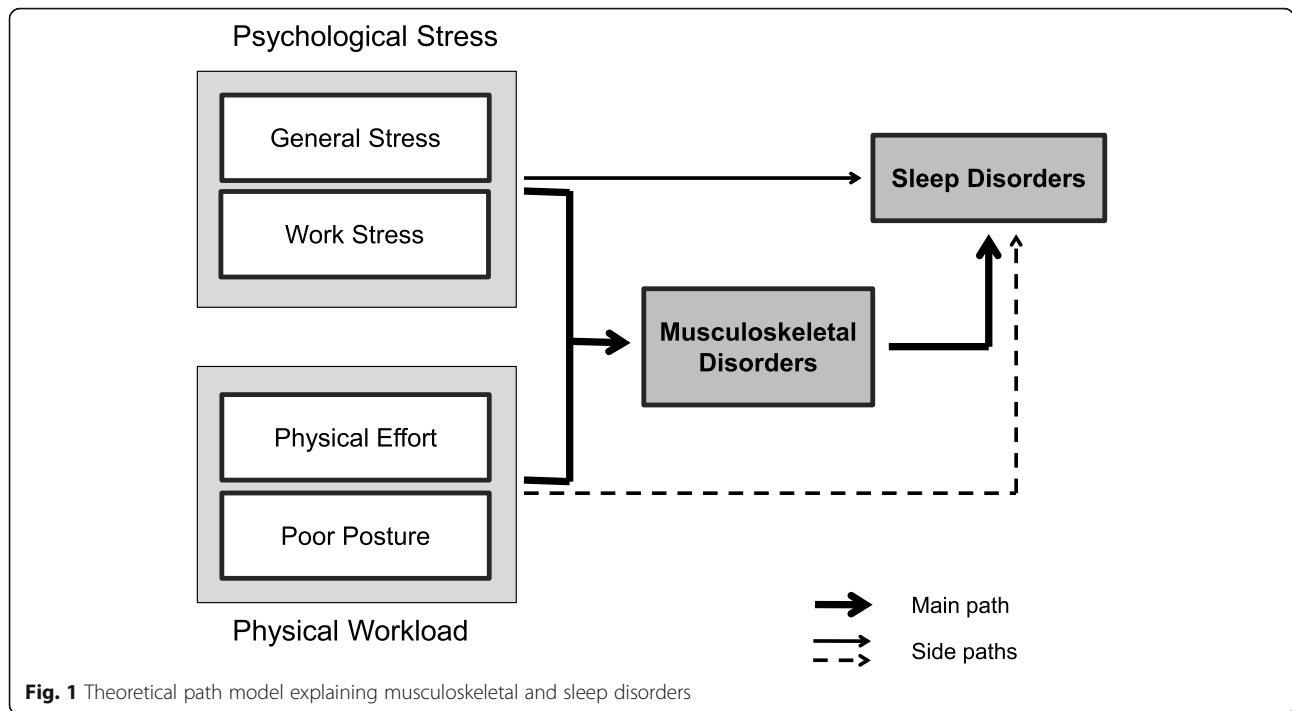 Psychological Stress
General Stress
Work Stress
Sleep Disorders
Musculoskeletal
Disorders
Physical Effort
Poor Posture
Physical Workload
Main path
Side paths
Fig. 1 Theoretical path model explaining musculoskeletal and sleep disorders